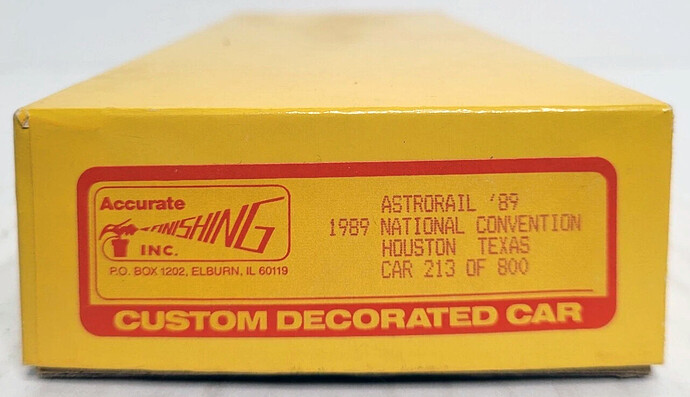 Accurate
FINISHING
INC.
P.O. BOX 1202, ELBURN, IL 60119
ASTRORAIL '89
1989 NATIONAL CONVENTION
HOUSTON TEXAS
CAR 213 OF 800
CUSTOM DECORATED CAR